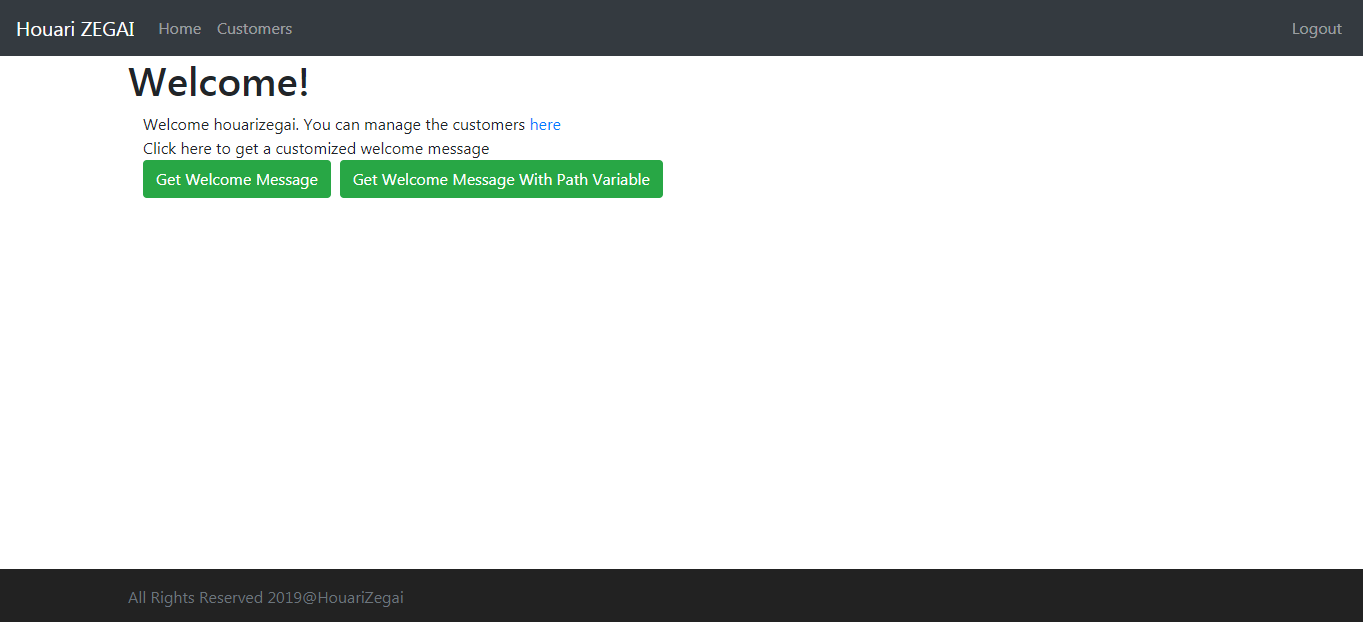 Houari ZEGAI Home Customers Logout
Welcome!
Welcome houarizegai. You can manage the customers here
Click here to get a customized welcome message
Get Welcome Message Get Welcome Message With Path Variable
All Rights Reserved 2019@HouariZegai